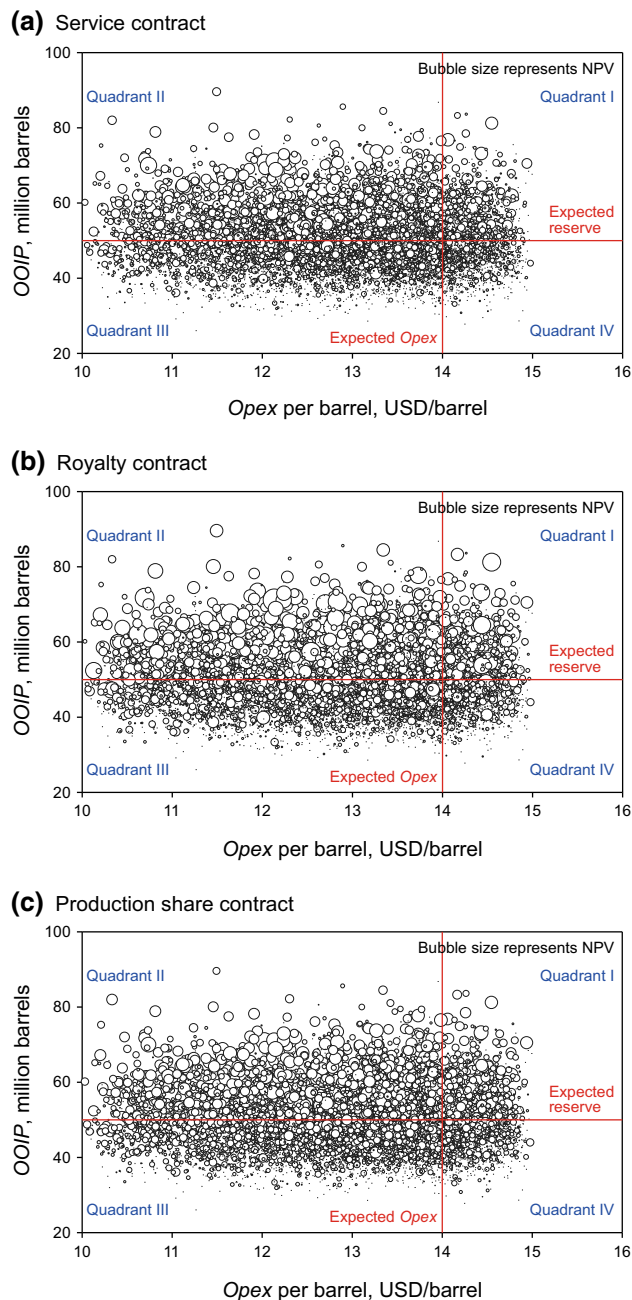 (a) Service contract
100
Bubble size represents NPV
Quadrant II
Quadrant I
80
OOIP, million barrels
60
Expected
reserve
40
Quadrant III
Expected Opex
Quadrant IV
20
10 11 12 13 14 15 16
Opex per barrel, USD/barrel
(b) Royalty contract
100
Bubble size represents NPV
Quadrant II
Quadrant I
80
OOIP, million barrels
60
Expected
reserve
40
Quadrant III
Expected Opex
Quadrant IV
20
10 11 12 13 14 15 16
Opex per barrel, USD/barrel
(c) Production share contract
100
Bubble size represents NPV
Quadrant II
Quadrant I
80
OOIP, million barrels
60
Expected
reserve
40
Quadrant III
Expected Opex
Quadrant IV
20
10 11 12 13 14 15 16
Opex per barrel, USD/barrel